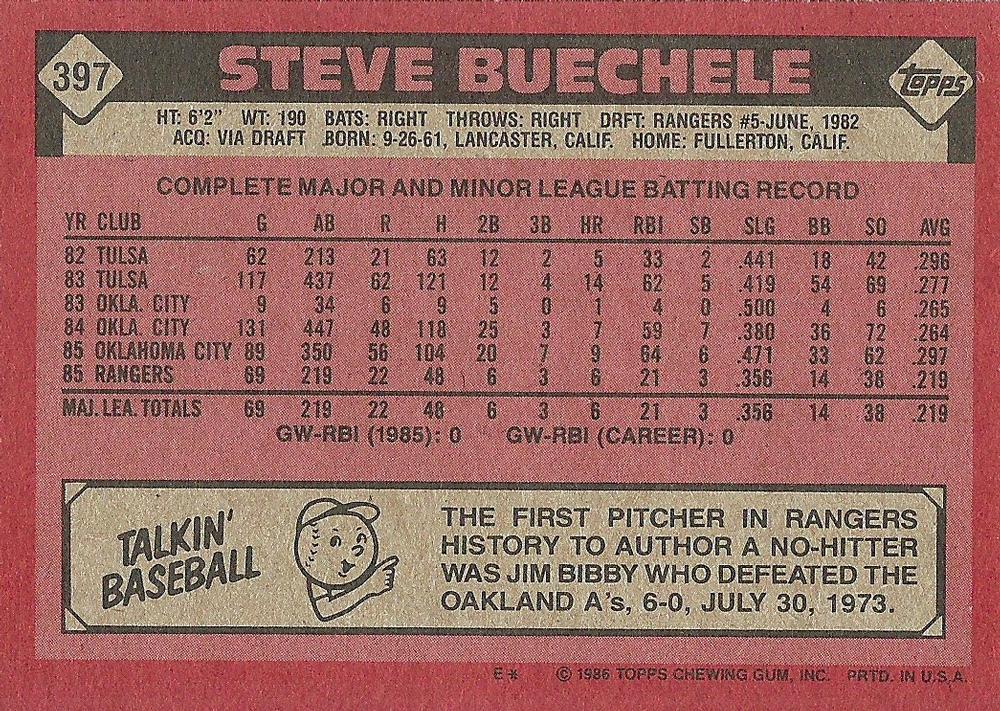 397 STEVE BUECHELE TOPPS
HT: 6'2" WT: 190 BATS: RIGHT THROWS: RIGHT DRFT: RANGERS #5-JUNE, 1982
ACQ: VIA DRAFT BORN: 9-26-61, LANCASTER, CALIF. HOME: FULLERTON, CALIF.
COMPLETE MAJOR AND MINOR LEAGUE BATTING RECORD
YR CLUB G AB R H 2B 3B HR RBI SB SLG BB SO AVG
82 TULSA 62 213 21 63 12 2 5 33 2 .441 18 42 .296
83 TULSA 117 437 62 121 12 4 14 62 5 .419 54 69 .277
83 OKLA. CITY 9 34 6 9 5 0 1 4 0 .500 4 6 .265
84 OKLA. CITY 131 447 48 118 25 3 7 59 7 .380 36 72 .264
85 OKLAHOMA CITY 89 350 56 104 20 7 9 64 6 .471 33 62 .297
85 RANGERS 69 219 22 48 6 3 6 21 3 .356 14 38 .219
MAJ. LEA. TOTALS 69 219 22 48 6 3 6 21 3 .356 14 38 .219
GW-RBI (1985): 0 GW-RBI (CAREER): 0
TALKIN'
BASEBALL
THE FIRST PITCHER IN RANGERS
HISTORY TO AUTHOR A NO-HITTER
WAS JIM BIBBY WHO DEFEATED THE
OAKLAND A's, 6-0, JULY 30, 1973.
E* © 1986 TOPPS CHEWING GUM, INC. PRTD. IN U.S.A.